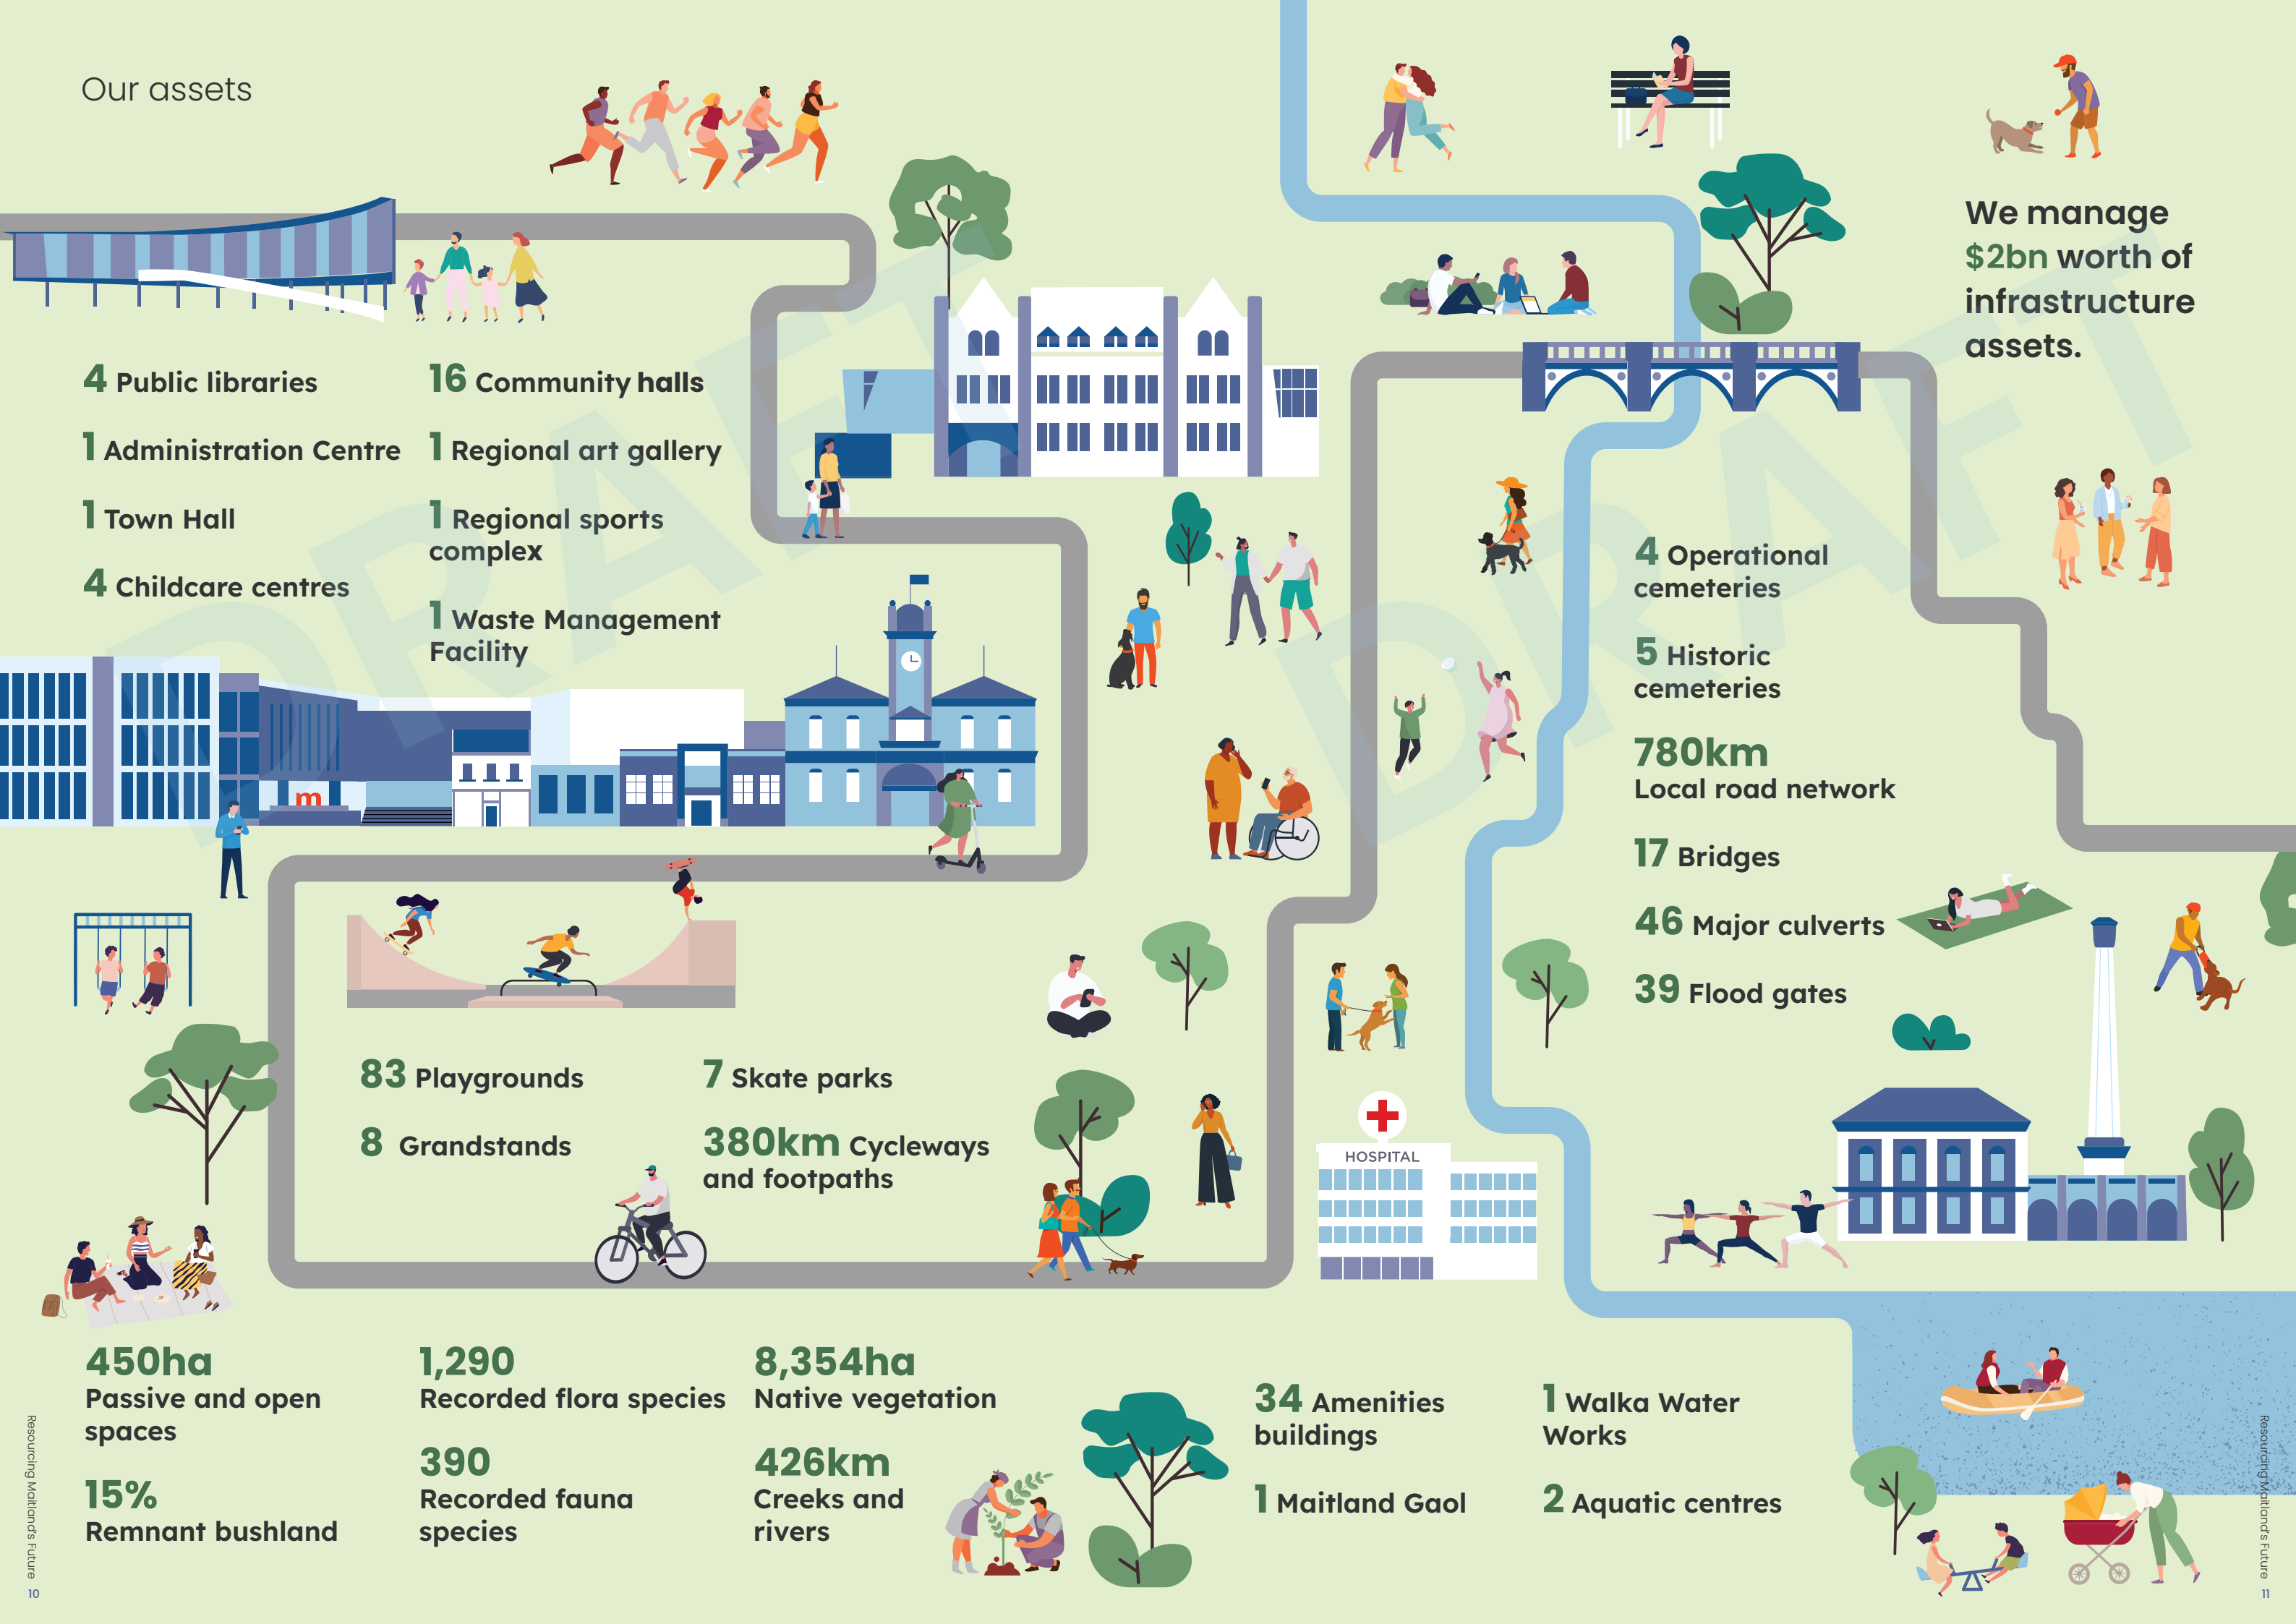 Our assets
We manage
$2bn worth of
infrastructure
assets.
4 Public libraries
1 Administration Centre
1 Town Hall
4 Childcare centres
16 Community halls
1 Regional art gallery
1 Regional sports
complex
1 Waste Management
Facility
m
4 Operational
cemeteries
5 Historic
cemeteries
780km
Local road network
17 Bridges
46 Major culverts
39 Flood gates
83 Playgrounds
8 Grandstands
7 Skate parks
380km Cycleways
and footpaths
HOSPITAL
450ha
Passive and open
spaces
15%
Remnant bushland
1,290
Recorded flora species
390
Recorded fauna
species
8,354ha
Native vegetation
426km
Creeks and
rivers
34 Amenities
buildings
1 Maitland Gaol
1 Walka Water
Works
2 Aquatic centres
Resourcing Maitland's Future
10
Resourcing Maitland's Future
11
DRAFT
DRAFT